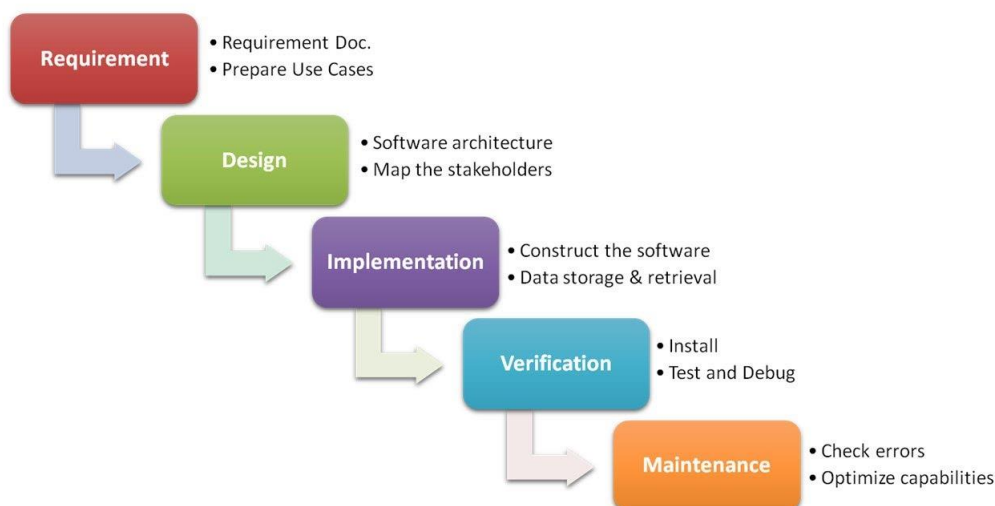 Requirement
• Requirement Doc.
• Prepare Use Cases
Design
• Software architecture
• Map the stakeholders
Implementation
• Construct the software
• Data storage & retrieval
Verification
• Install
• Test and Debug
Maintenance
• Check errors
• Optimize capabilities